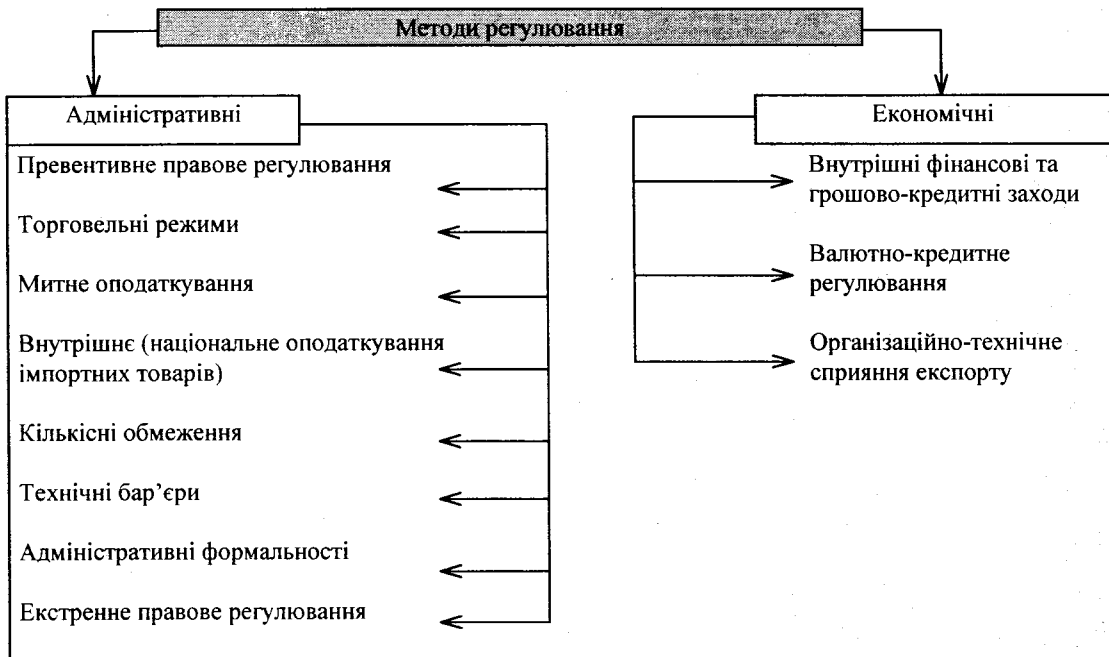 Методи регулювання
Адміністративні
Превентивне правове регулювання
Торговельні режими
Митне оподаткування
Внутрішнє (національне оподаткування
імпортних товарів)
Кількісні обмеження
Технічні бар’єри
Адміністративні формальності
Екстренне правове регулювання
Економічні
Внутрішні фінансові та
грошово-кредитні заходи
Валютно-кредитне
регулювання
Організаційно-технічне
сприяння експорту